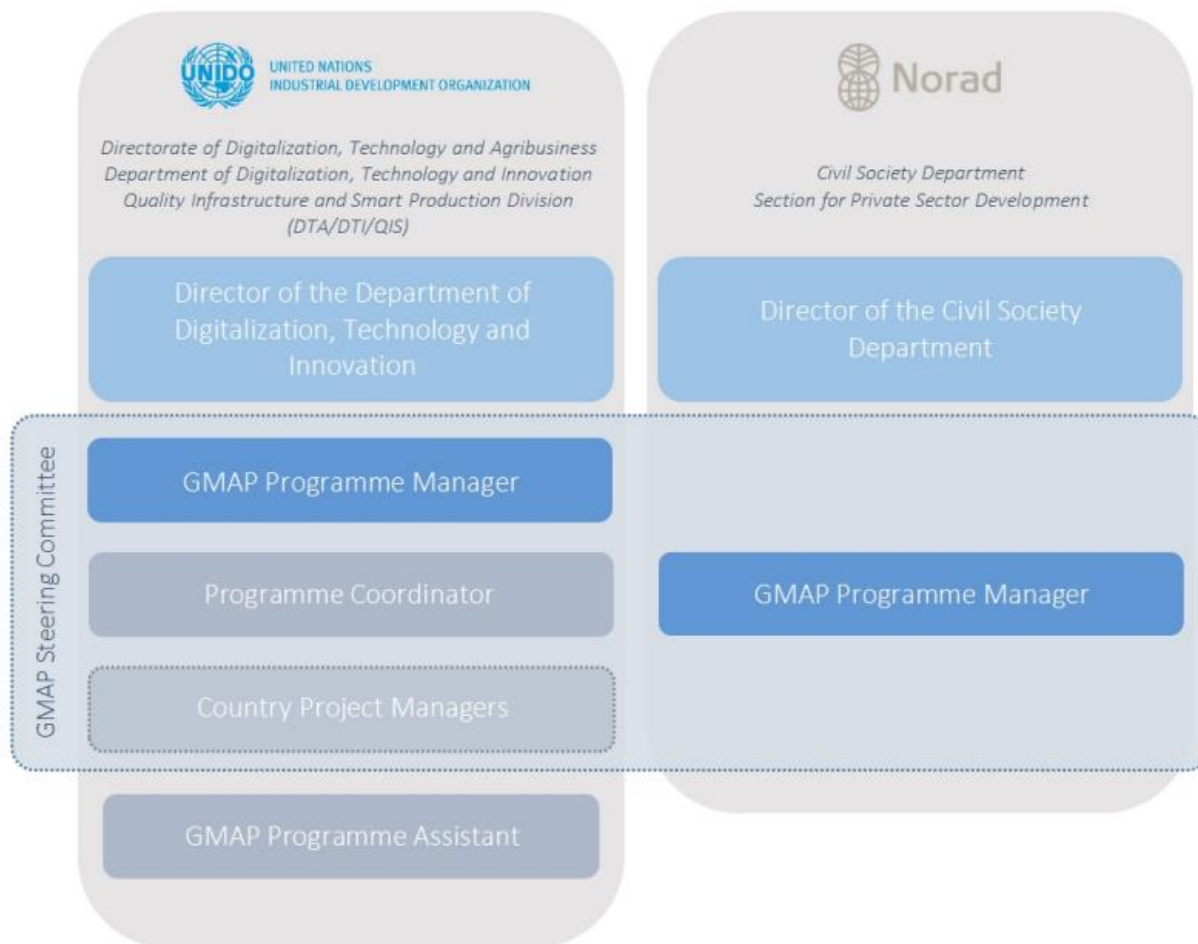 UNIDO
UNITED NATIONS
INDUSTRIAL DEVELOPMENT ORGANIZATION
Directorate of Digitalization, Technology and Agribusiness
Department of Digitalization, Technology and Innovation
Quality Infrastructure and Smart Production Division
(DTA/DTI/QIS)
Director of the Department of
Digitalization, Technology and
Innovation
Norad
Civil Society Department
Section for Private Sector Development
Director of the Civil Society
Department
GMAP Steering Committee
GMAP Programme Manager
Programme Coordinator
Country Project Managers
GMAP Programme Manager
GMAP Programme Assistant